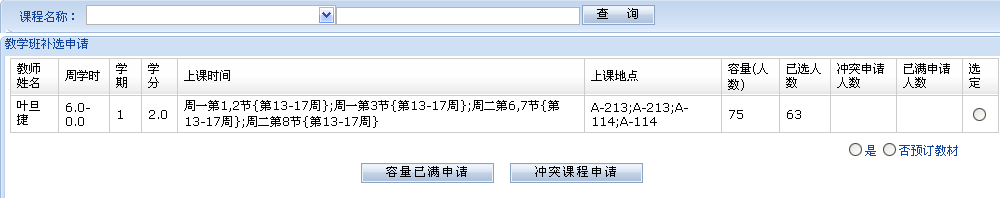 课程名称： 查 询
教学班补选申请
教师姓名 周学时 学期 学分 上课时间 上课地点 容量(人数) 已选人数 冲突申请人数 已满申请人数 选定
叶旦捷 6.0-0.0 1 2.0 周一第1,2节{第13-17周};周一第3节{第13-17周};周二第6,7节{第13-17周};周二第8节{第13-17周} A-213;A-213;A-114;A-114 75 63
是 否预订教材
容量已满申请 冲突课程申请